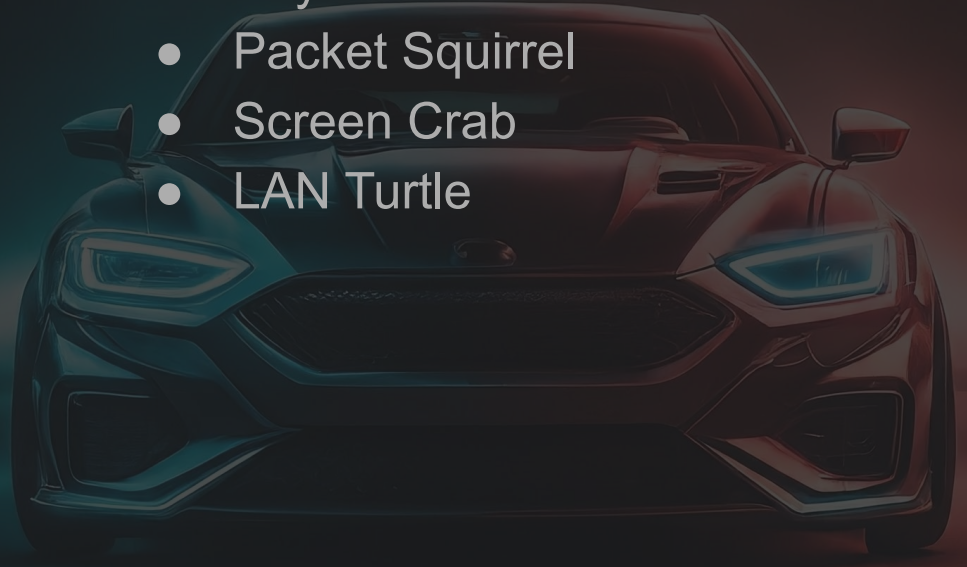 ● Packet Squirrel
● Screen Crab
● LAN Turtle